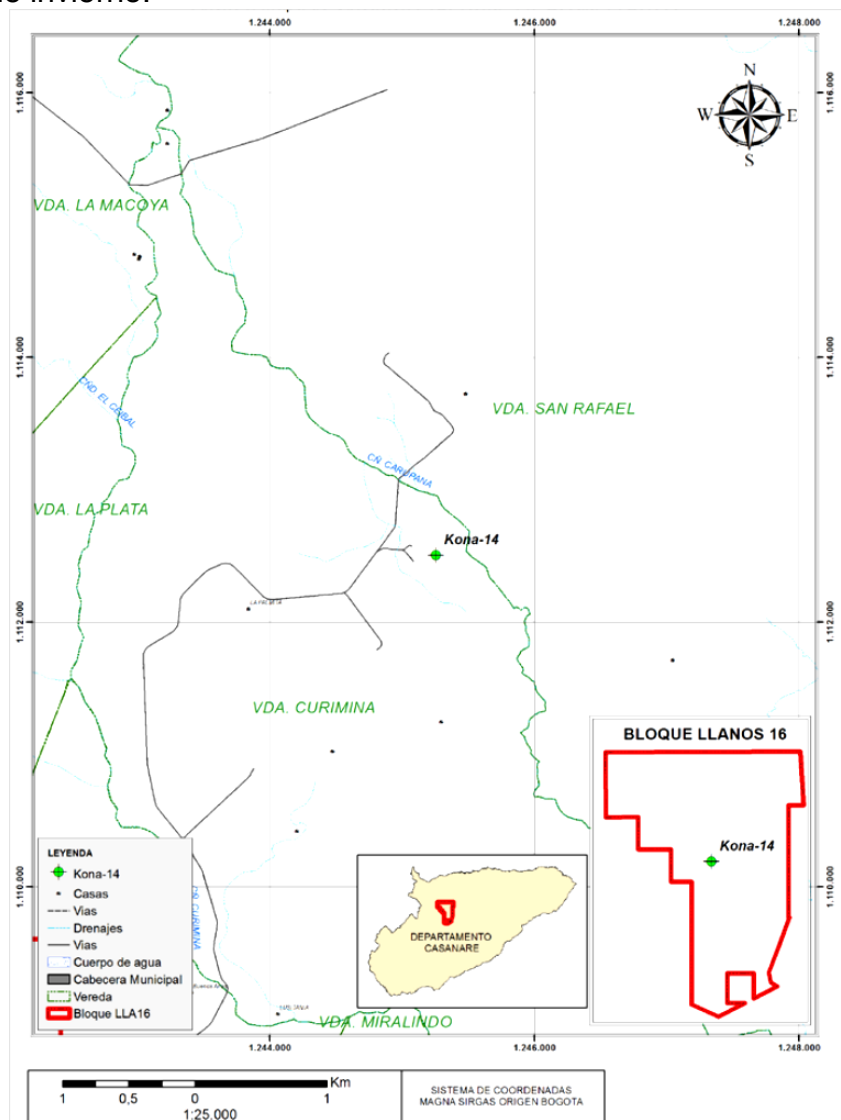 1.244.000
1.246.000
1.248.000
1.116.000
1.116.000
N
W
E
S
VDA. LA MACOYA
1.114.000
1.114.000
CÑO. EL CEIBAL
VDA. SAN RAFAEL
CÑ CAROPANA
VDA. LA PLATA
Kona-14
1.112.000
1.112.000
VDA. CURIMINA
BLOQUE LLANOS 16
Kona-14
LEYENDA
Kona-14
Casas
Vias
Drenajes
Vias
Cuerpo de agua
Cabecera Municipal
Vereda
Bloque LLA16
1.110.000
1.110.000
CÑ. CURIMINA
DEPARTAMENTO
CASANARE
VDA. MIRALINDO
1.244.000
1.246.000
1.248.000
1
0,5
0
1
Km
1:25.000
SISTEMA DE COORDENADAS
MAGNA SIRGAS ORIGEN BOGOTA